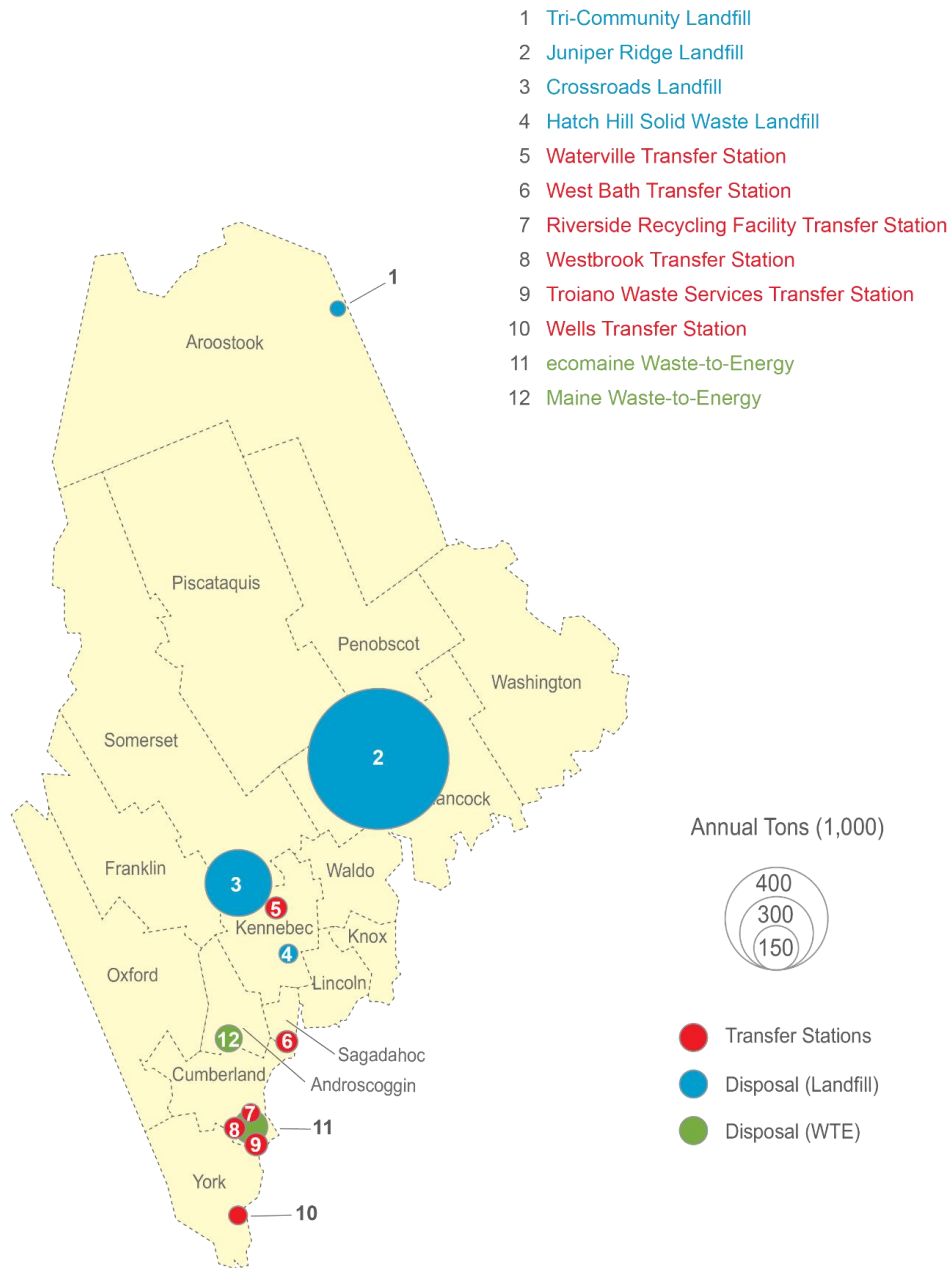 1 Tri-Community Landfill
2 Juniper Ridge Landfill
3 Crossroads Landfill
4 Hatch Hill Solid Waste Landfill
5 Waterville Transfer Station
6 West Bath Transfer Station
7 Riverside Recycling Facility Transfer Station
8 Westbrook Transfer Station
9 Troiano Waste Services Transfer Station
10 Wells Transfer Station
11 ecomaine Waste-to-Energy
12 Maine Waste-to-Energy
1
Aroostook
Piscataquis
Penobscot
Washington
Somerset
2
ancock
Franklin
Waldo
3
5
Kennebec
Knox
4
Oxford
Lincoln
12
6
Sagadahoc
Cumberland
Androscoggin
7
8
11
9
York
10
Annual Tons (1,000)
400
300
150
Transfer Stations
Disposal (Landfill)
Disposal (WTE)